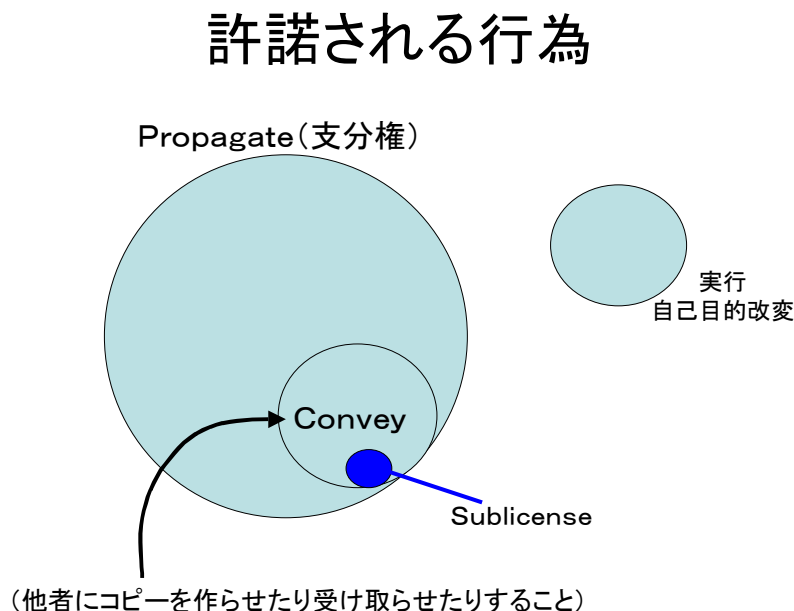 許諾される行為
Propagate（支分権）
実行
自己目的改変
Convey
Sublicense
（他者にコピーを作らせたり受け取らせたりすること）